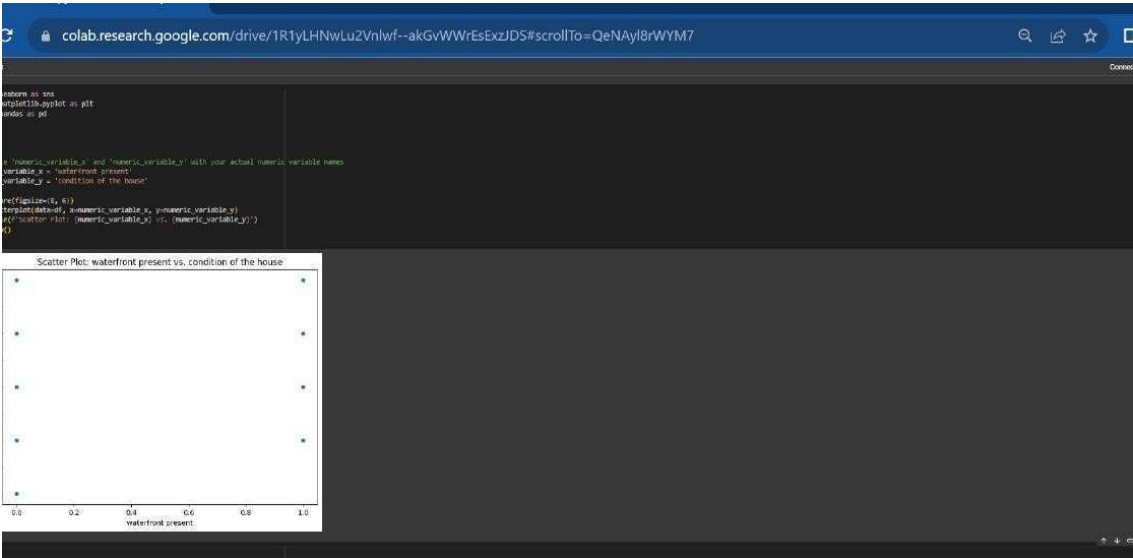 colab.research.google.com/drive/1R1yLHNwLu2Vnlwf--akGvWWrEsExzJDS#scrollTo=QeNAyl8rWYM7
Connec
seaborn as sns
matplotlib.pyplot as plt
pandas as pd
e 'numeric_variable_x' and 'numeric_variable_y' with your actual numeric variable names
variable_x = 'waterfront present'
variable_y = 'condition of the house'
re(figsize=(8, 6))
tterplot(data=df, x=numeric_variable_x, y=numeric_variable_y)
e(f'Scatter Plot: {numeric_variable_x} vs. {numeric_variable_y}')
()
Scatter Plot: waterfront present vs. condition of the house
0.0 0.2 0.4 0.6 0.8 1.0
waterfront present